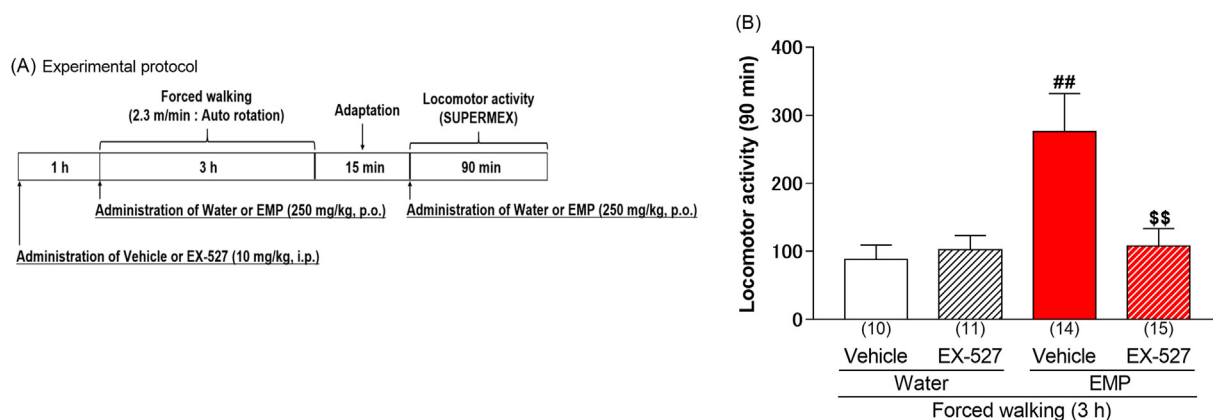 (A) Experimental protocol
Forced walking
(2.3 m/min : Auto rotation)
Adaptation
Locomotor activity
(SUPERMEX)
1 h
3 h
15 min
90 min
Administration of Water or EMP (250 mg/kg, p.o.)
Administration of Water or EMP (250 mg/kg, p.o.)
Administration of Vehicle or EX-527 (10 mg/kg, i.p.)
(B)
Locomotor activity (90 min)
400
300
200
100
0
##
$$
(10)
(11)
(14)
(15)
Vehicle
EX-527
Vehicle
EX-527
Water
EMP
Forced walking (3 h)